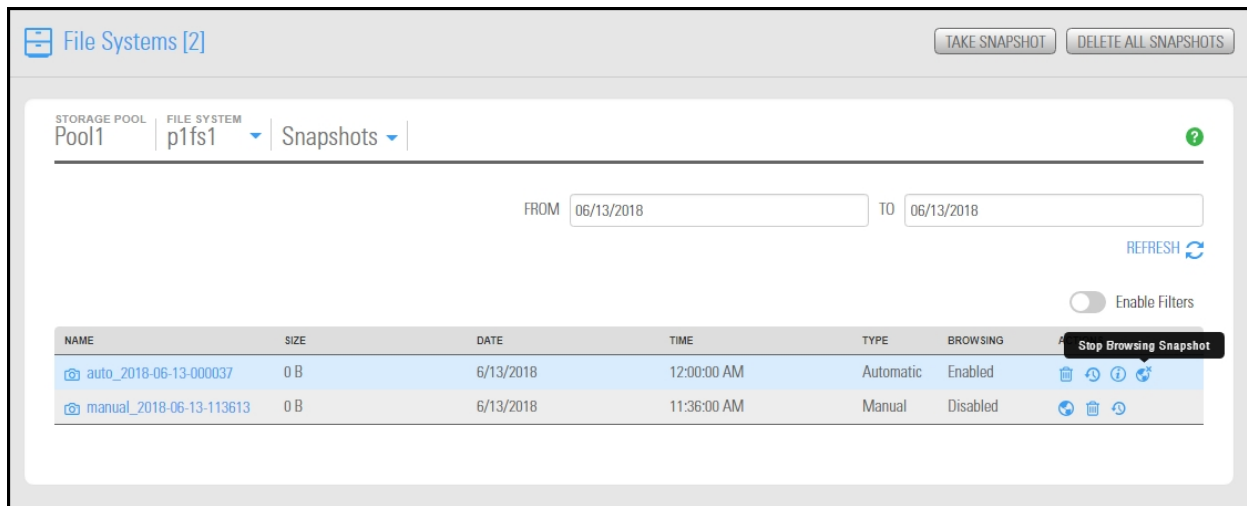 File Systems [2]
TAKE SNAPSHOT
DELETE ALL SNAPSHOTS
STORAGE POOL
Pool1
FILE SYSTEM
p1fs1
Snapshots
?
FROM 06/13/2018 TO 06/13/2018
REFRESH
Enable Filters
NAME SIZE DATE TIME TYPE BROWSING
Stop Browsing Snapshot
auto_2018-06-13-000037 0 B 6/13/2018 12:00:00 AM Automatic Enabled
manual_2018-06-13-113613 0 B 6/13/2018 11:36:00 AM Manual Disabled